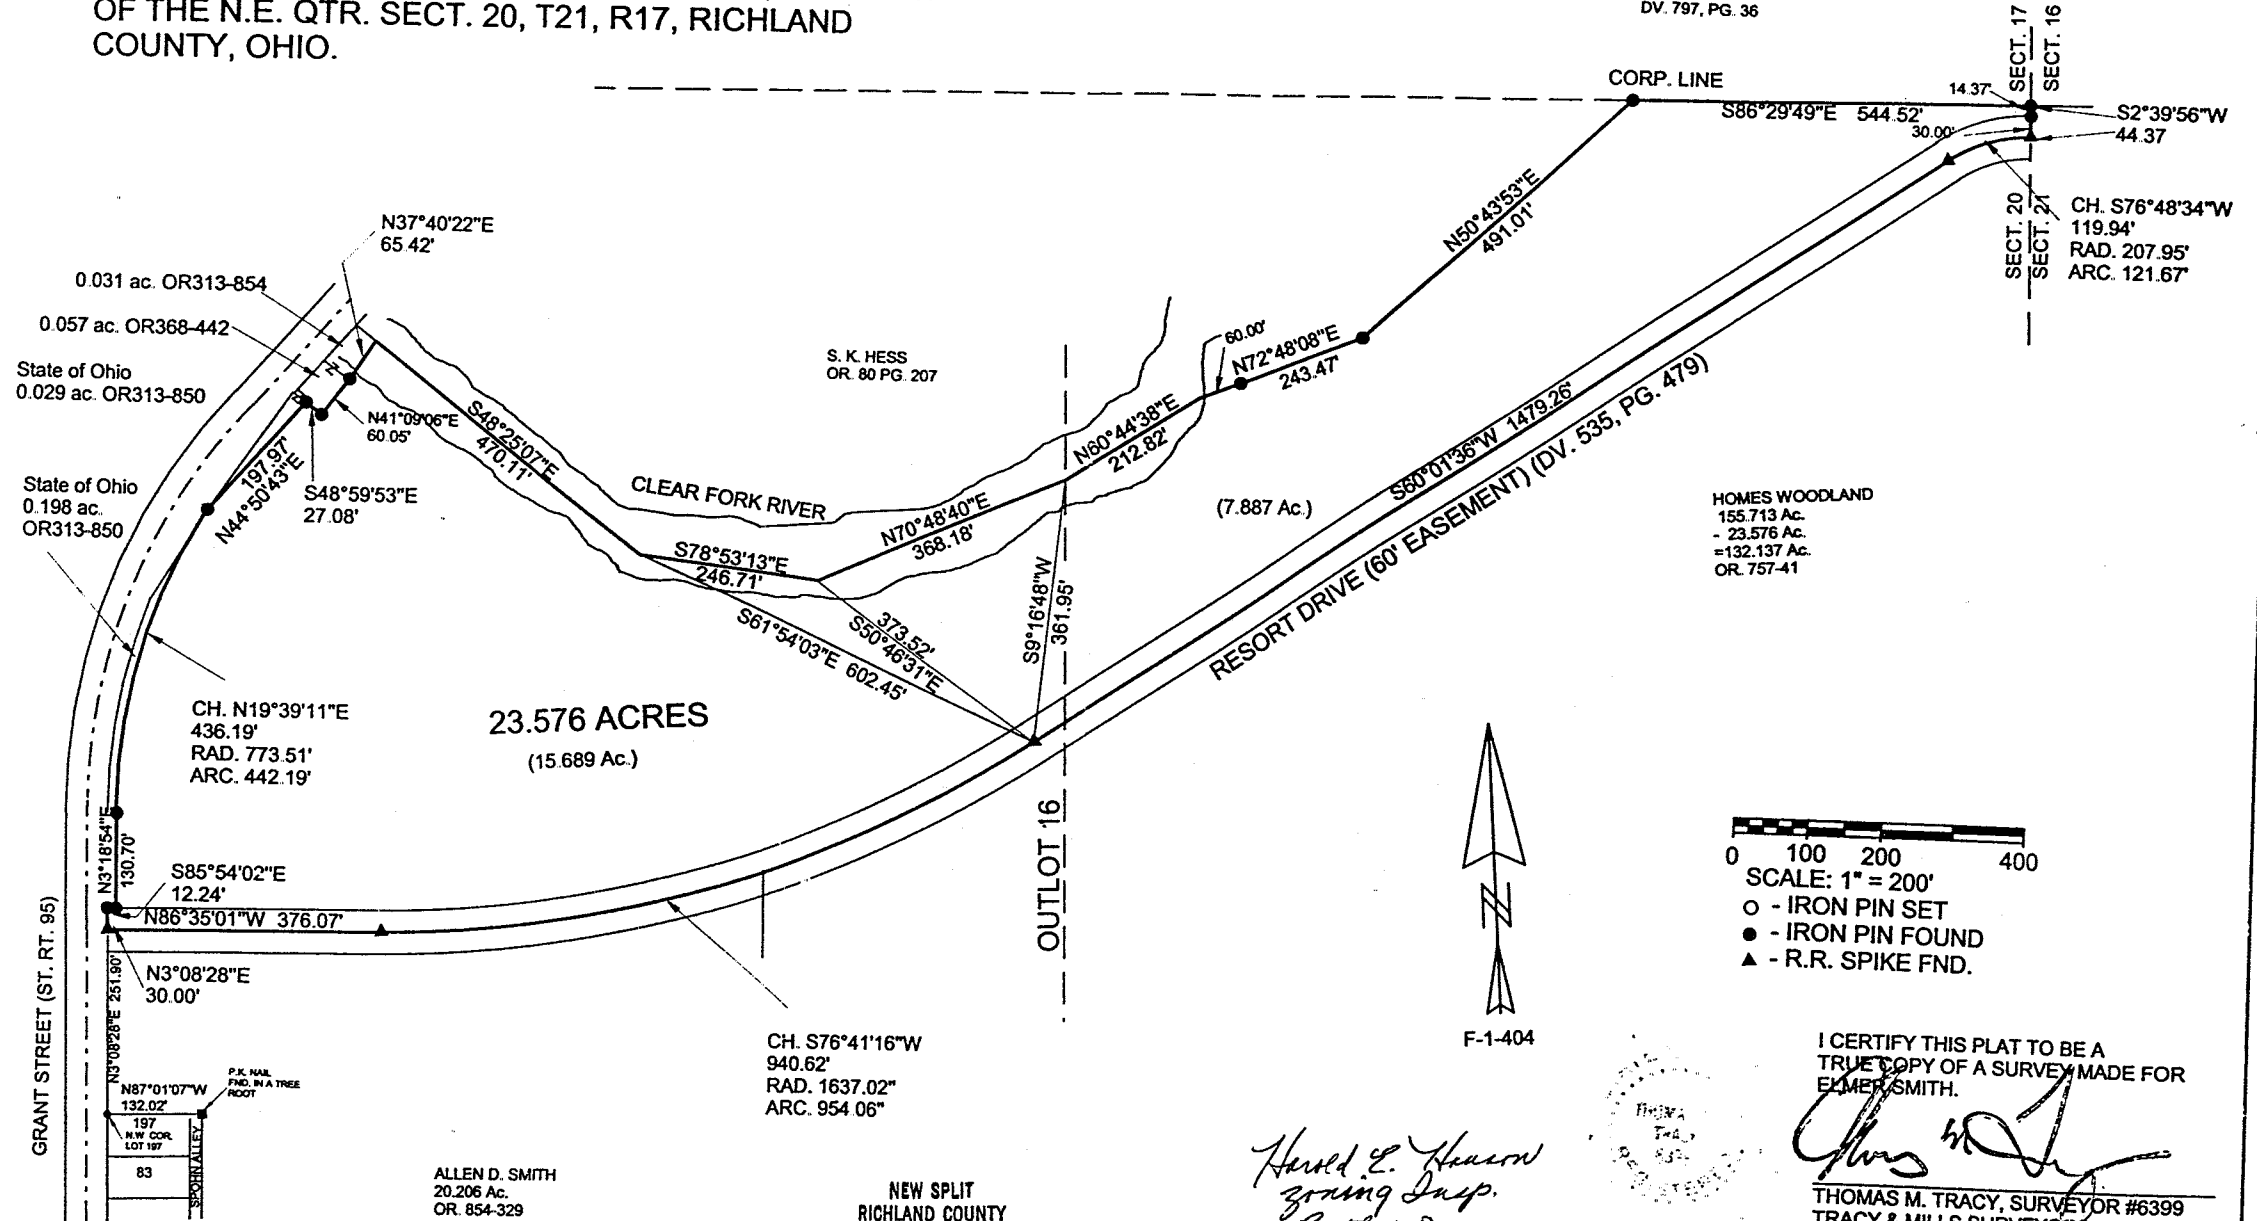 OF THE N.E. QTR. SECT. 20, T21, R17, RICHLAND
COUNTY, OHIO.
DV. 797, PG. 36
SECT. 17
SECT. 16
CORP. LINE
S86°29'49"E 544.52'
14.37'
30.00'
S2°39'56"W
44.37
SECT. 20
SECT. 21
CH. S76°48'34"W
119.94'
RAD. 207.95'
ARC. 121.67'
N50°43'53"E
491.01'
N37°40'22"E
65.42'
0.031 ac. OR313-854
0.057 ac. OR368-442
State of Ohio
0.029 ac. OR313-850
N41°09'06"E
60.05'
197.97'
N44°50'43"E
S48°59'53"E
27.08'
State of Ohio
0.198 ac.
OR313-850
S48°25'07"E
470.11'
S. K. HESS
OR. 80 PG. 207
CLEAR FORK RIVER
60.00'
N72°48'08"E
243.47'
N60°44'38"E
212.82'
N70°48'40"E
368.18'
S78°53'13"E
246.71'
S61°54'03"E 602.45'
373.52'
S50°46'31"E
S9°16'48"W
361.95'
(7.887 Ac.)
S60°01'36"W 1479.26'
RESORT DRIVE (60' EASEMENT) (DV. 535, PG. 479)
HOMES WOODLAND
155.713 Ac.
- 23.576 Ac.
=132.137 Ac.
OR. 757-41
CH. N19°39'11"E
436.19'
RAD. 773.51'
ARC. 442.19'
23.576 ACRES
(15.689 Ac.)
N3°18'54"E
130.70'
S85°54'02"E
12.24'
N86°35'01"W 376.07'
N3°08'28"E
30.00'
OUTLOT 16
GRANT STREET (ST. RT. 95)
N3°08'28"E 251.90'
N87°01'07"W
132.02'
P.K. NAIL
FND. IN A TREE
ROOT
197
N.W COR.
LOT 197
83
SPOHN ALLEY
CH. S76°41'16"W
940.62'
RAD. 1637.02"
ARC. 954.06"
ALLEN D. SMITH
20.206 Ac.
OR. 854-329
NEW SPLIT
RICHLAND COUNTY
N
F-1-404
0 100 200 400
SCALE: 1" = 200'
- IRON PIN SET
- IRON PIN FOUND
- R.R. SPIKE FND.
I CERTIFY THIS PLAT TO BE A
TRUE COPY OF A SURVEY MADE FOR
ELMER SMITH.
Harold E. Hanson
Zoning Insp.
THOMAS M. TRACY, SURVEYOR #6399